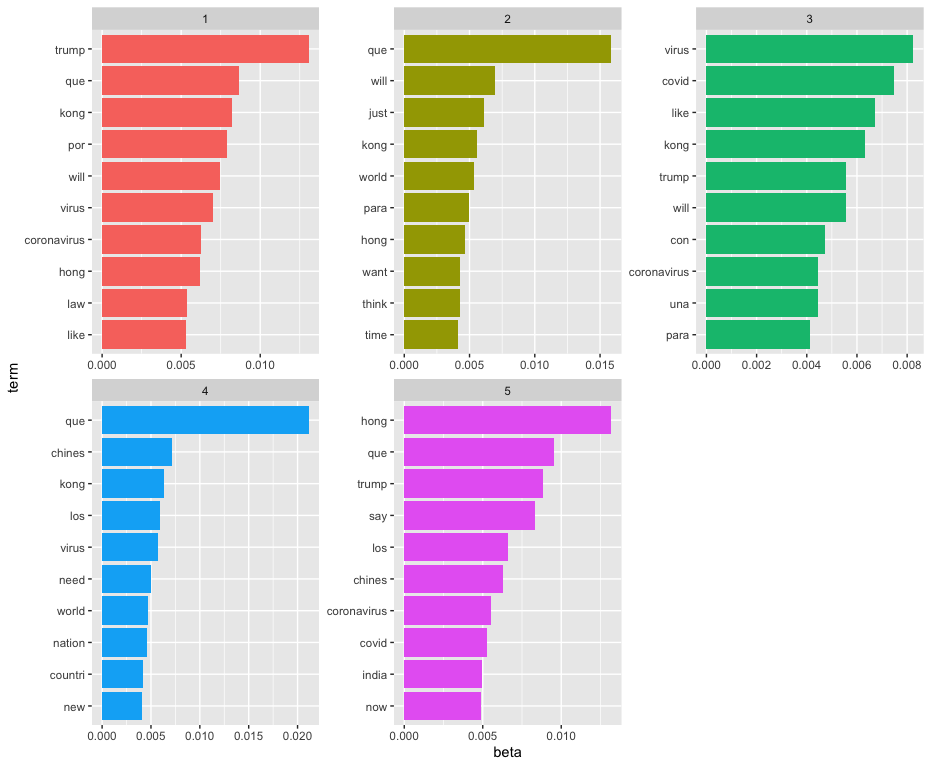 1
trump
que
kong
por
will
virus
coronavirus
hong
law
like
0.000 0.005 0.010
2
que
will
just
kong
world
para
hong
want
think
time
0.000 0.005 0.010 0.015
3
virus
covid
like
kong
trump
will
con
coronavirus
una
para
0.000 0.002 0.004 0.006 0.008
term
4
que
chines
kong
los
virus
need
world
nation
countri
new
0.000 0.005 0.010 0.015 0.020
5
hong
que
trump
say
los
chines
coronavirus
covid
india
now
0.000 0.005 0.010
beta